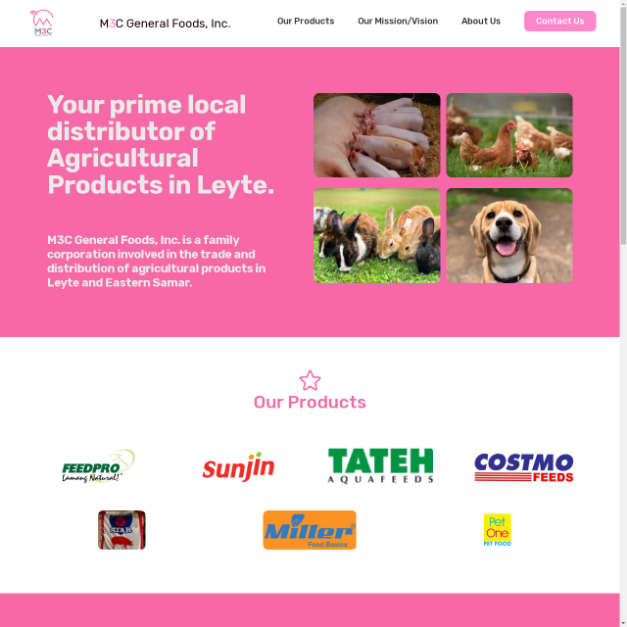 M3C
M3C General Foods, Inc.
Our Products
Our Mission/Vision
About Us
Contact Us
Your prime local
distributor of
Agricultural
Products in Leyte.
M3C General Foods, Inc. is a family
corporation involved in the trade and
distribution of agricultural products in
Leyte and Eastern Samar.
Our Products
FEEDPRO
Lamang Natural!
Sunjin
TATEH
AQUAFEEDS
COSTMO
FEEDS
STAR
Miller
Feed Basics
Pet
One
PET FOOD